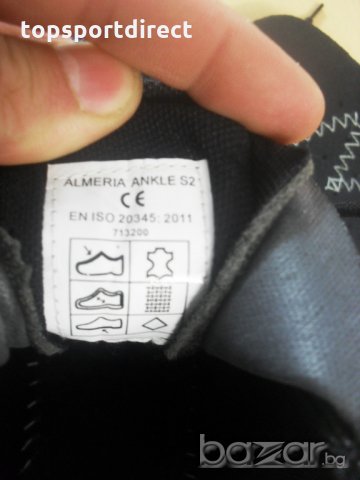 topsportdirect
ALMERIA ANKLE S2
CE
EN ISO 20345: 2011
713200
bazar.bg